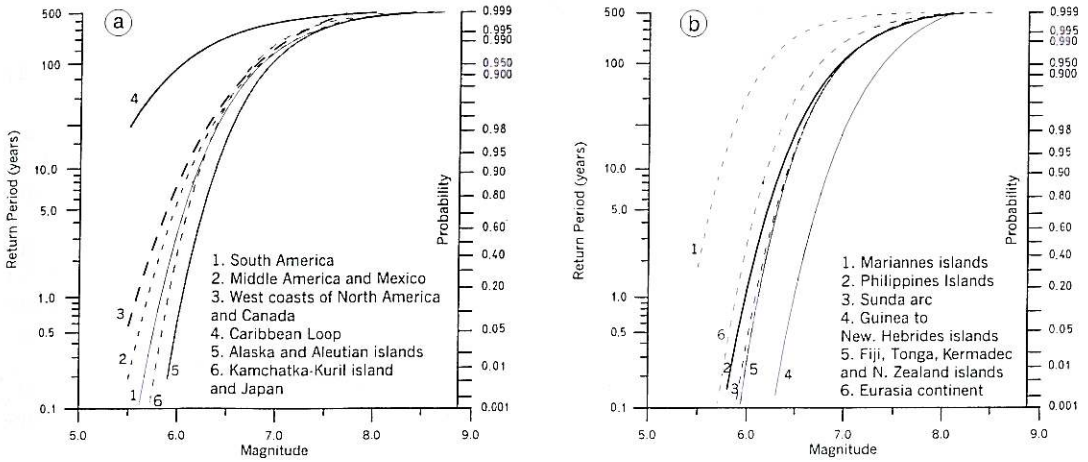 a
500
100
10.0
5.0
1.0
0.5
0.1
Return Period (years)
0.999
0.995
0.990
0.950
0.900
0.98
0.95
0.90
0.80
0.60
0.40
0.20
0.05
0.01
0.001
Probability
4
3
2
1
6
5
1. South America
2. Middle America and Mexico
3. West coasts of North America
and Canada
4. Caribbean Loop
5. Alaska and Aleutian islands
6. Kamchatka-Kuril island
and Japan
5.0 6.0 7.0 8.0 9.0
Magnitude
b
500
100
10.0
5.0
1.0
0.5
0.1
Return Period (years)
0.999
0.995
0.990
0.950
0.900
0.98
0.95
0.90
0.80
0.60
0.40
0.20
0.05
0.01
0.001
Probability
1
6
2
3
5
4
1. Mariannes islands
2. Philippines Islands
3. Sunda arc
4. Guinea to
New. Hebrides islands
5. Fiji, Tonga, Kermadec
and N. Zealand islands
6. Eurasia continent
5.0 6.0 7.0 8.0 9.0
Magnitude